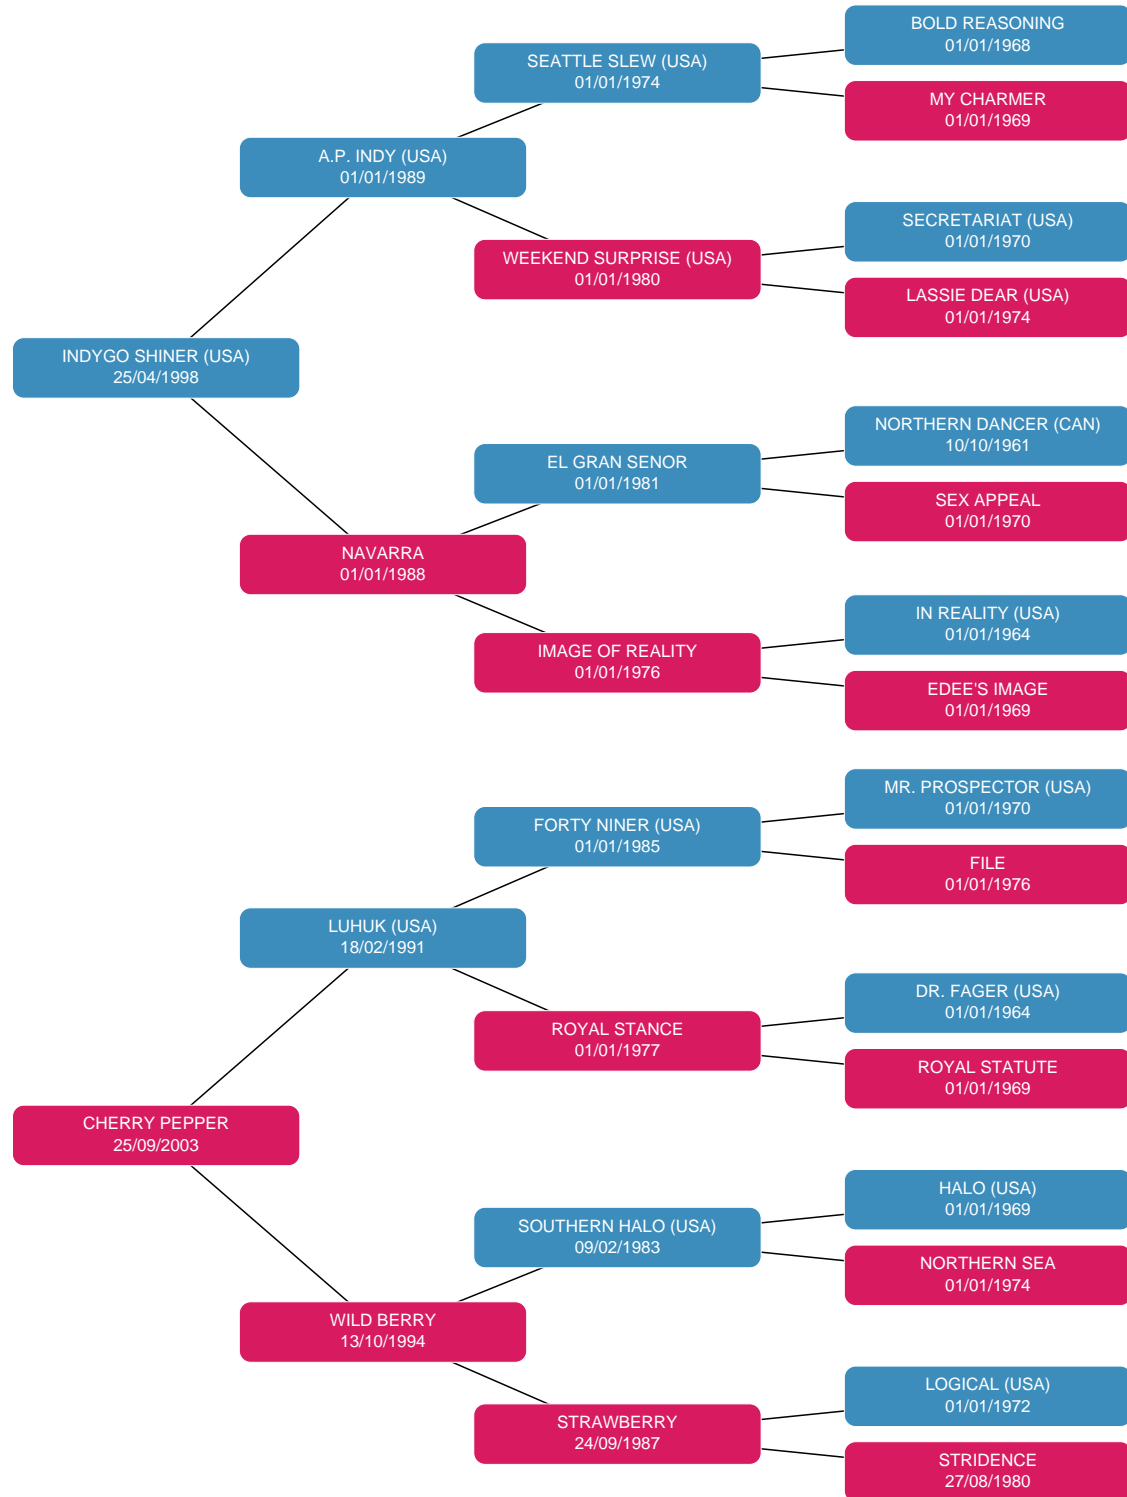 BOLD REASONING
01/01/1968
SEATTLE SLEW (USA)
01/01/1974
MY CHARMER
01/01/1969
A.P. INDY (USA)
01/01/1989
SECRETARIAT (USA)
01/01/1970
WEEKEND SURPRISE (USA)
01/01/1980
LASSIE DEAR (USA)
01/01/1974
INDYGO SHINER (USA)
25/04/1998
NORTHERN DANCER (CAN)
10/10/1961
EL GRAN SENOR
01/01/1981
SEX APPEAL
01/01/1970
NAVARRA
01/01/1988
IN REALITY (USA)
01/01/1964
IMAGE OF REALITY
01/01/1976
EDEE'S IMAGE
01/01/1969
MR. PROSPECTOR (USA)
01/01/1970
FORTY NINER (USA)
01/01/1985
FILE
01/01/1976
LUHUK (USA)
18/02/1991
DR. FAGER (USA)
01/01/1964
ROYAL STANCE
01/01/1977
ROYAL STATUTE
01/01/1969
CHERRY PEPPER
25/09/2003
HALO (USA)
01/01/1969
SOUTHERN HALO (USA)
09/02/1983
NORTHERN SEA
01/01/1974
WILD BERRY
13/10/1994
LOGICAL (USA)
01/01/1972
STRAWBERRY
24/09/1987
STRIDENCE
27/08/1980